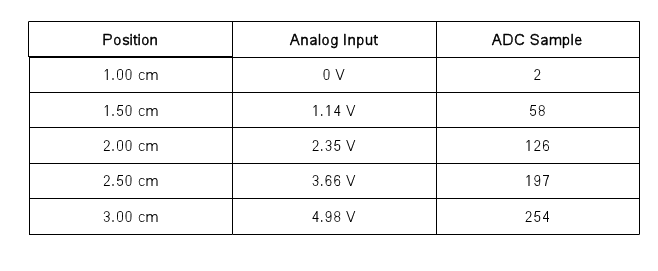 Position Analog Input ADC Sample
1.00 cm 0 V 2
1.50 cm 1.14 V 58
2.00 cm 2.35 V 126
2.50 cm 3.66 V 197
3.00 cm 4.98 V 254